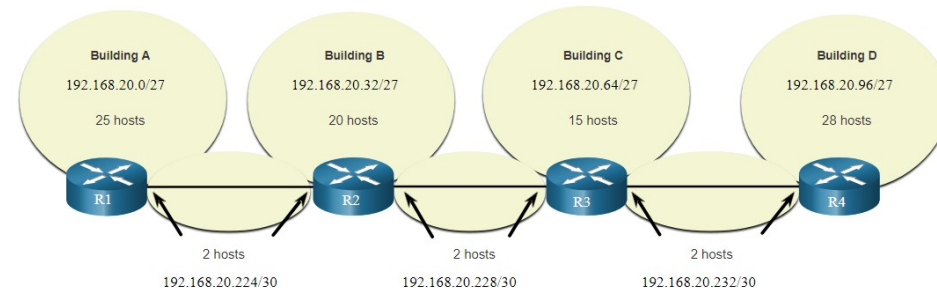 Building A
192.168.20.0/27
25 hosts
Building B
192.168.20.32/27
20 hosts
Building C
192.168.20.64/27
15 hosts
Building D
192.168.20.96/27
28 hosts
R1
R2
R3
R4
2 hosts
192.168.20.224/30
2 hosts
192.168.20.228/30
2 hosts
192.168.20.232/30